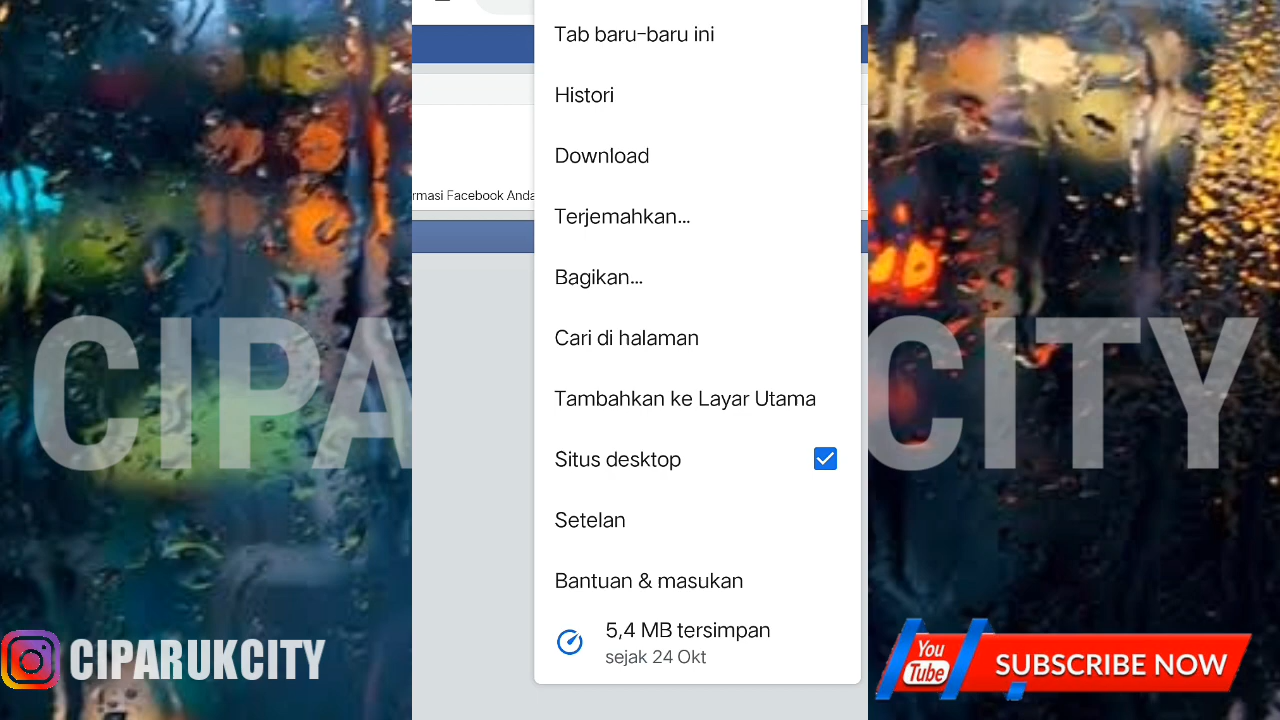 Tab baru-baru ini
Histori
Download
rmasi Facebook Anda
Terjemahkan...
Bagikan...
Cari di halaman
CIPA
CITY
Tambahkan ke Layar Utama
Situs desktop
Setelan
Bantuan & masukan
5,4 MB tersimpan
sejak 24 Okt
CIPARUKCITY
You
Tube
SUBSCRIBE NOW